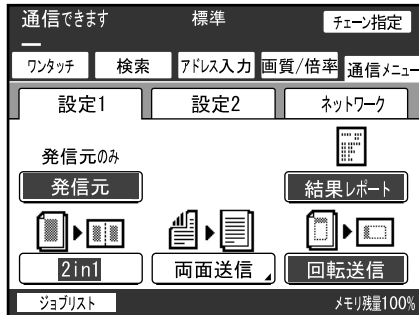 通信できます 標準 チェーン指定
ワンタッチ 検索 アドレス入力 画質/倍率 通信メニュー
設定1 設定2 ネットワーク
発信元のみ
発信元 結果レポート
2in1 両面送信 回転送信
ジョブリスト メモリ残量100%